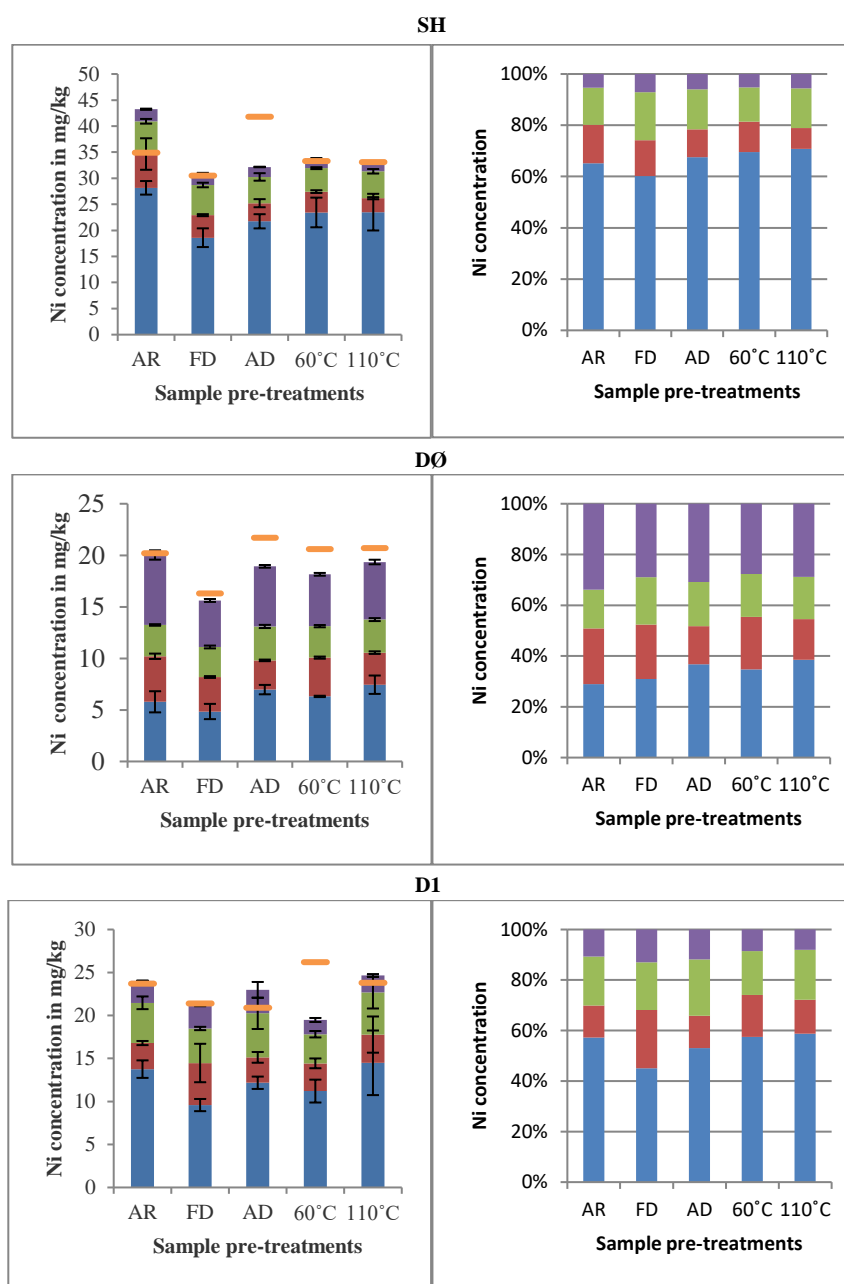 SH
Ni concentration in mg/kg
50
45
40
35
30
25
20
15
10
5
0
AR FD AD 60˚C 110˚C
Sample pre-treatments
Ni concentration
100%
80%
60%
40%
20%
0%
AR FD AD 60˚C 110˚C
Sample pre-treatments
DØ
Ni concentration in mg/kg
25
20
15
10
5
0
AR FD AD 60˚C 110˚C
Sample pre-treatments
Ni concentration
100%
80%
60%
40%
20%
0%
AR FD AD 60˚C 110˚C
Sample pre-treatments
D1
Ni concentration in mg/kg
30
25
20
15
10
5
0
AR FD AD 60˚C 110˚C
Sample pre-treatments
Ni concentration
100%
80%
60%
40%
20%
0%
AR FD AD 60˚C 110˚C
Sample pre-treatments